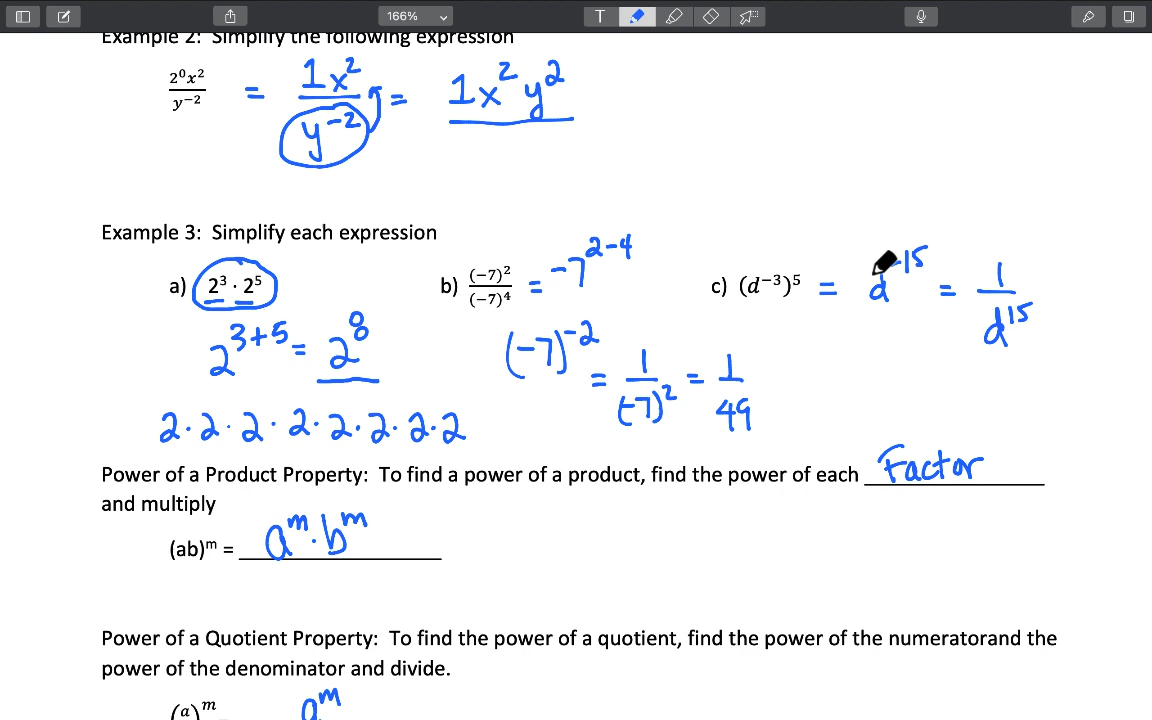 166%
T
Example 2: Simplify the following expression
2⁰x²/y⁻² = 1x²/y⁻² = 1x²y²
Example 3: Simplify each expression
a) 2³ · 2⁵ b) (−7)²/(−7)⁴ = -7²⁻⁴ c) (d⁻³)⁵ = d⁻¹⁵ = 1/d¹⁵
2³⁺⁵ = 2⁸ (-7)⁻² = 1/(-7)² = 1/49
2·2·2·2·2·2·2·2
Power of a Product Property: To find a power of a product, find the power of each Factor
and multiply
(ab)ᵐ = aᵐ·bᵐ
Power of a Quotient Property: To find the power of a quotient, find the power of the numeratorand the
power of the denominator and divide.
(a)ᵐ aᵐ